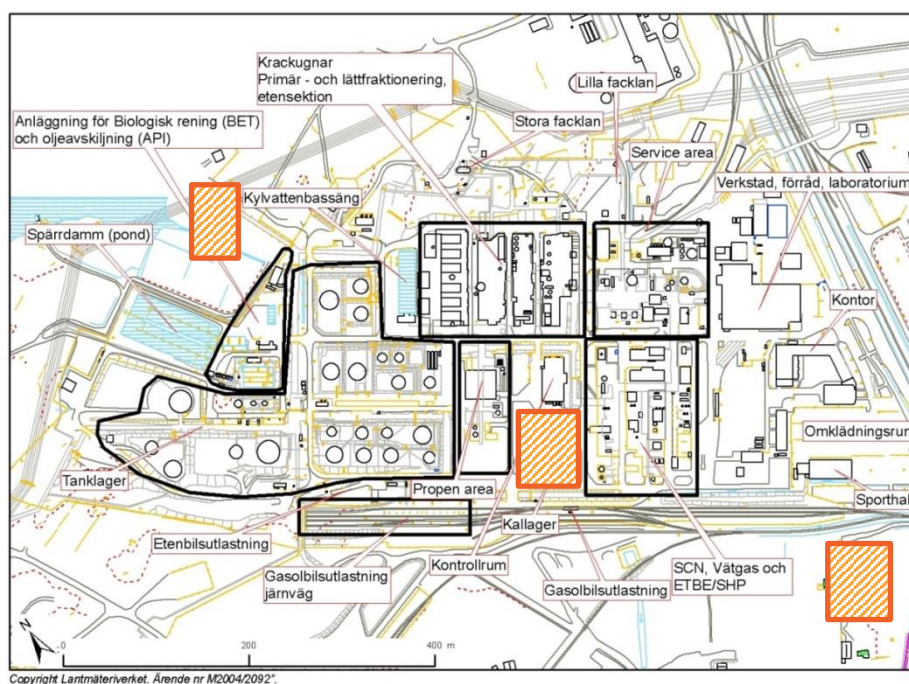 Krackugnar
Primär - och lättfraktionering,
etensektion
Lilla facklan
Anläggning för Biologisk rening (BET)
och oljeavskiljning (API)
Stora facklan
Service area
Verkstad, förråd, laboratorium
Kylvattenbassäng
Spärrdamm (pond)
Kontor
Omklädningsrun
Tanklager
Propen area
Sporthal
Kallager
Etenbilsutlastning
Gasolbilsutlastning
järnväg
Kontrollrum
Gasolbilsutlastning
SCN, Vätgas och
ETBE/SHP
N
0 200 400 m
Copyright Lantmäteriverket. Ärende nr M2004/2092".